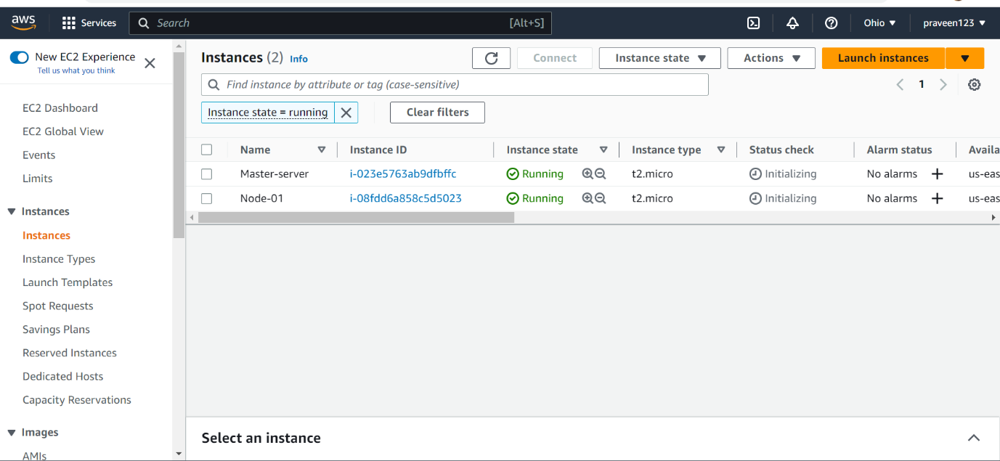 aws
Services
Search
[Alt+S]
Ohio
praveen123
New EC2 Experience
Tell us what you think
EC2 Dashboard
EC2 Global View
Events
Limits
Instances
Instances
Instance Types
Launch Templates
Spot Requests
Savings Plans
Reserved Instances
Dedicated Hosts
Capacity Reservations
Images
AMIs
Instances (2) Info
Connect
Instance state
Actions
Launch instances
Find instance by attribute or tag (case-sensitive)
1
Instance state = running
Clear filters
Name Instance ID Instance state Instance type Status check Alarm status Availa
Master-server i-023e5763ab9dfbffc Running t2.micro Initializing No alarms us-eas
Node-01 i-08fdd6a858c5d5023 Running t2.micro Initializing No alarms us-eas
Select an instance